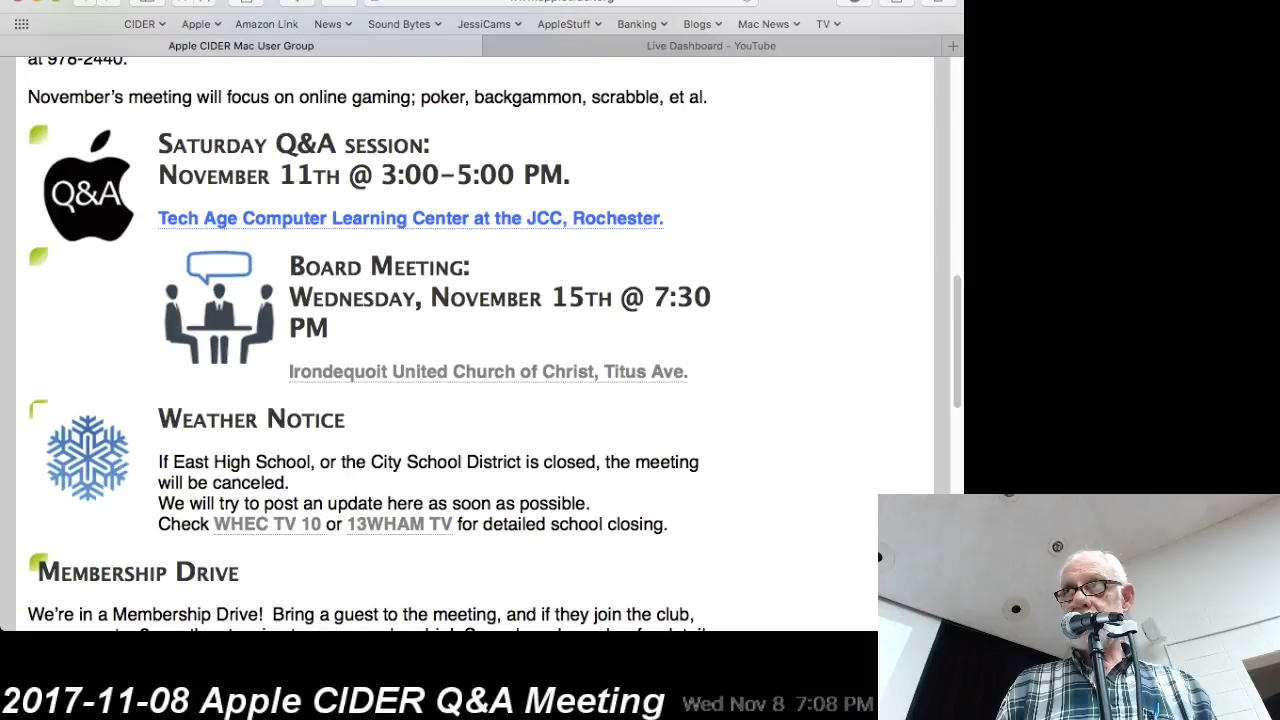 CIDER Apple Amazon Link News Sound Bytes JessiCams AppleStuff Banking Blogs Mac News TV
Apple CIDER Mac User Group
Live Dashboard - YouTube
at 978-2440.
November's meeting will focus on online gaming; poker, backgammon, scrabble, et al.
Q&A
Saturday Q&A session:
November 11th @ 3:00–5:00 PM.
Tech Age Computer Learning Center at the JCC, Rochester.
Board Meeting:
Wednesday, November 15th @ 7:30
PM
Irondequoit United Church of Christ, Titus Ave.
Weather Notice
If East High School, or the City School District is closed, the meeting
will be canceled.
We will try to post an update here as soon as possible.
Check WHEC TV 10 or 13WHAM TV for detailed school closing.
Membership Drive
We're in a Membership Drive! Bring a guest to the meeting, and if they join the club,
2017-11-08 Apple CIDER Q&A Meeting
Wed Nov 8 7:08 PM